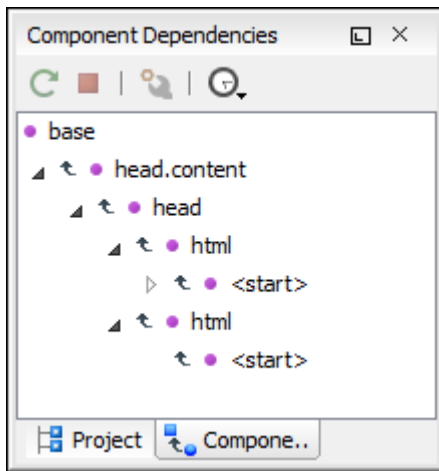 Component Dependencies
base
head.content
head
html
<start>
html
<start>
Project Compone..